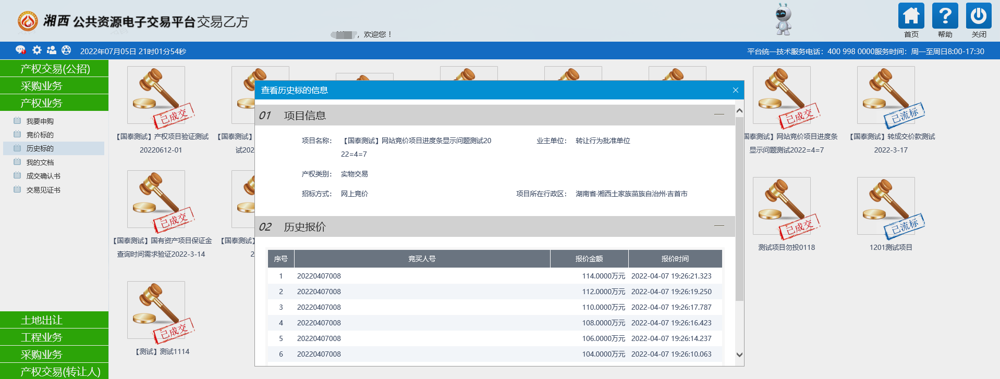 湘西 公共资源电子交易平台交易乙方
，欢迎您！
首页
帮助
关闭
2022年07月05日 21时01分54秒
平台统一技术服务电话：400 998 0000服务时间：周一至周日8:00-17:30
产权交易(公招)
采购业务
产权业务
我要申购
竞价标的
历史标的
我的文档
成交确认书
交易见证书
土地出让
工程业务
采购业务
产权交易(转让人)
已成交
【国泰测试】产权项目验证测试
20220612-01
【国泰测试】
试202
已成交
国泰测试】网站竞价项目进度条
显示问题测试2022=4=7
已流标
【国泰测试】转成交价款测试
2022-3-17
已成交
【国泰测试】国有资产项目保证金
查询时间需求验证2022-3-14
【国泰测试】
2
已成交
测试项目勿投0118
已流标
1201测试项目
已成交
【测试】测试1114
查看历史标的信息
01 项目信息
项目名称： 【国泰测试】网站竞价项目进度条显示问题测试20
22=4=7
业主单位： 转让行为批准单位
产权类别： 实物交易
招标方式： 网上竞价
项目所在行政区： 湖南省·湘西土家族苗族自治州·吉首市
02 历史报价
序号 竞买人号 报价金额 报价时间
1 20220407008 114.0000万元 2022-04-07 19:26:21.323
2 20220407008 112.0000万元 2022-04-07 19:26:19.250
3 20220407008 110.0000万元 2022-04-07 19:26:17.787
4 20220407008 108.0000万元 2022-04-07 19:26:16.423
5 20220407008 106.0000万元 2022-04-07 19:26:14.237
6 20220407008 104.0000万元 2022-04-07 19:26:10.063